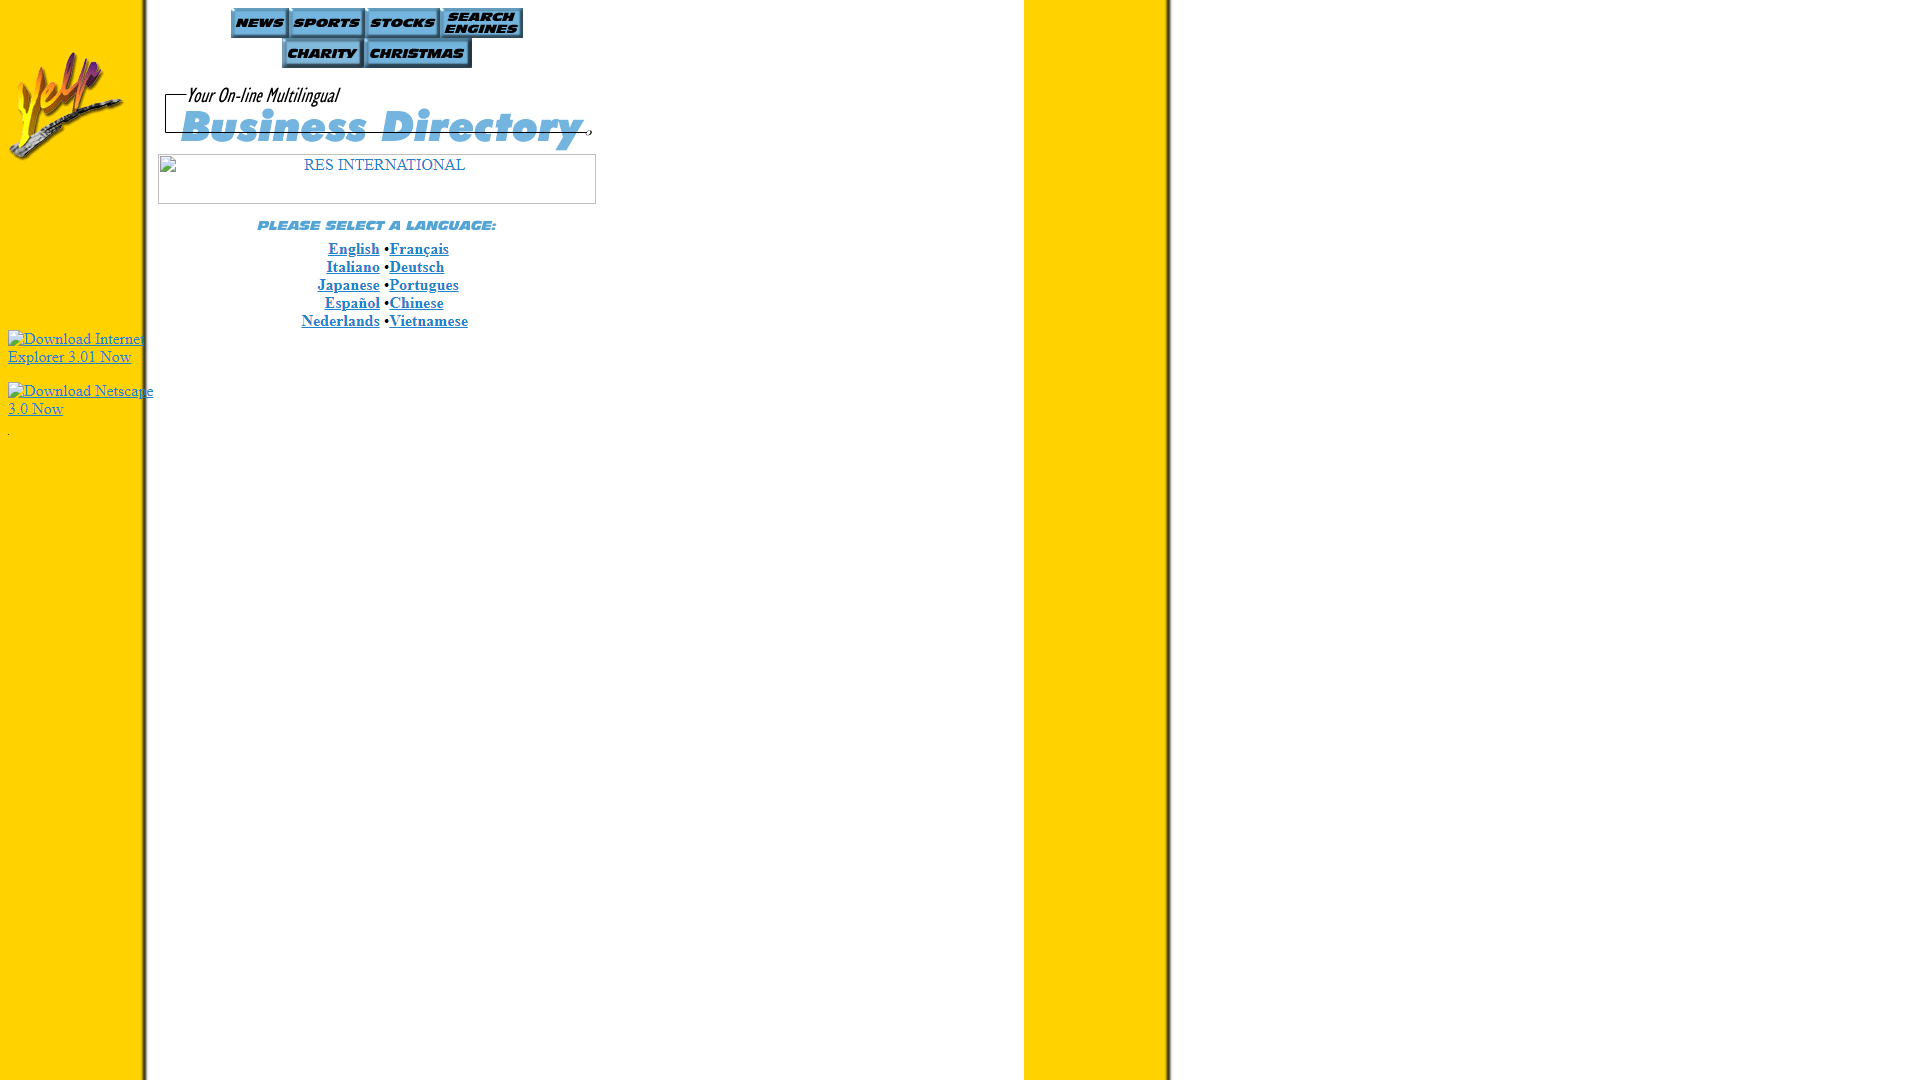 NEWS SPORTS STOCKS SEARCH ENGINES
CHARITY CHRISTMAS
Yelp
Your On-line Multilingual
Business Directory
RES INTERNATIONAL
PLEASE SELECT A LANGUAGE:
English •Français
Italiano •Deutsch
Japanese •Portugues
Español •Chinese
Nederlands •Vietnamese
Download Internet
Explorer 3.01 Now
Download Netscape
3.0 Now
.